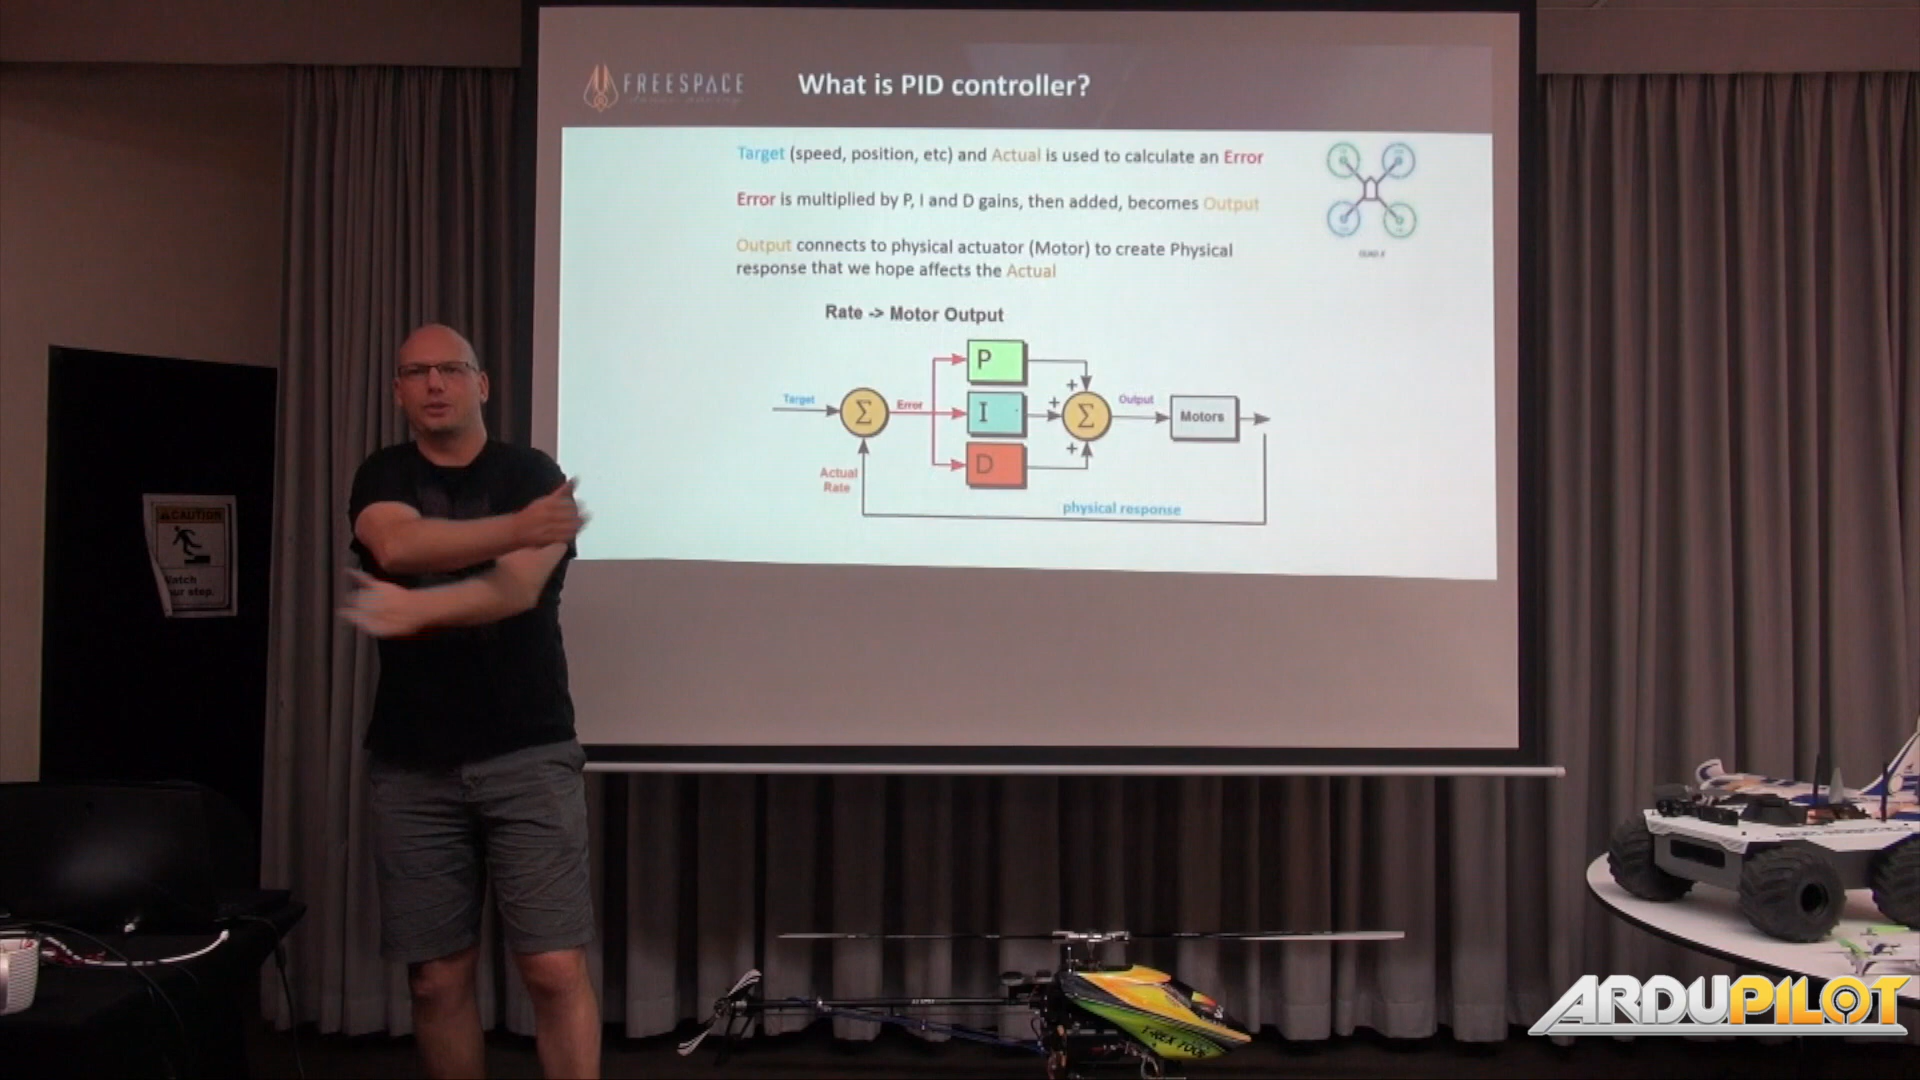 FREESPACE
What is PID controller?
Target (speed, position, etc) and Actual is used to calculate an Error
Error is multiplied by P, I and D gains, then added, becomes Output
Output connects to physical actuator (Motor) to create Physical
response that we hope affects the Actual
QUAD X
Rate -> Motor Output
P
Target
Σ
Error
I
+
+
Σ
Output
Motors
D
+
Actual
Rate
physical response
CAUTION
Watch
your step.
T-REX 700E
ARDUPILOT